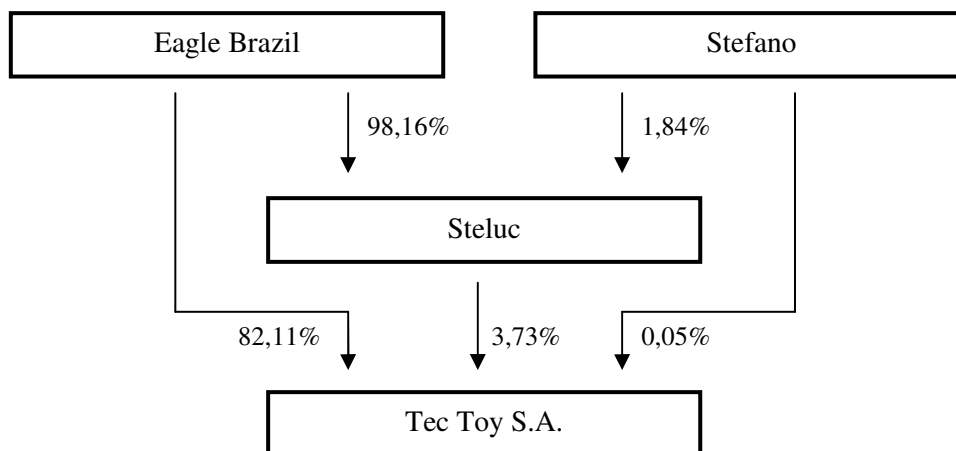 Eagle Brazil
Stefano
98,16%
1,84%
Steluc
82,11%
3,73%
0,05%
Tec Toy S.A.